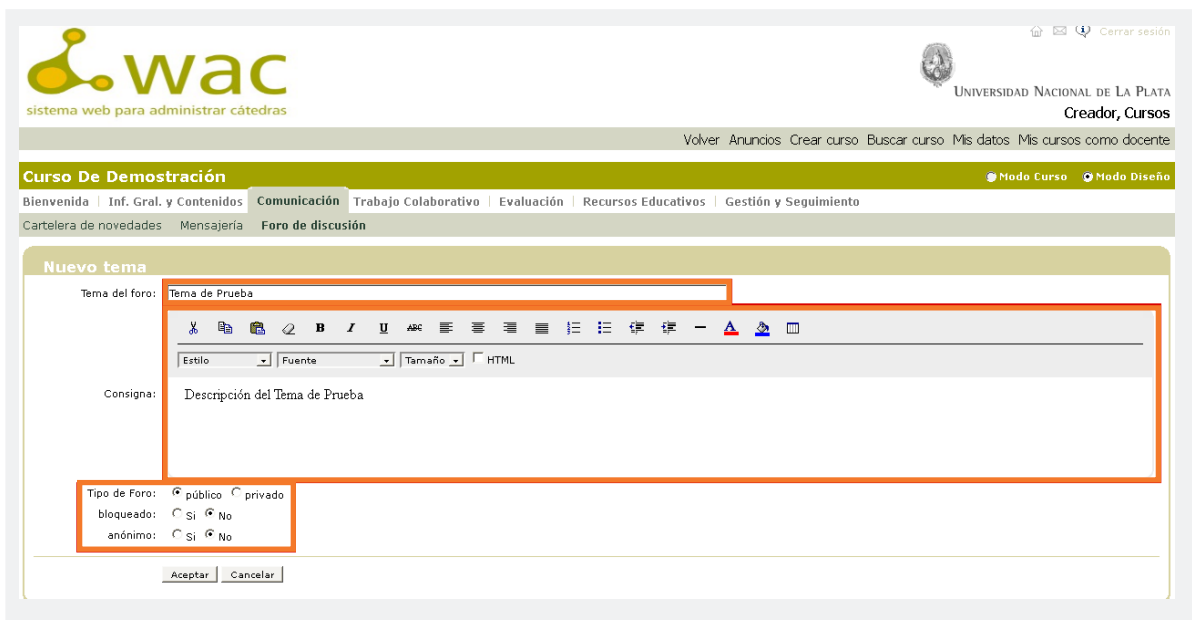 Cerrar sesión
wac
sistema web para administrar cátedras
UNIVERSIDAD NACIONAL DE LA PLATA
Creador, Cursos
Volver Anuncios Crear curso Buscar curso Mis datos Mis cursos como docente
Curso De Demostración Modo Curso Modo Diseño
Bienvenida | Inf. Gral. y Contenidos Comunicación Trabajo Colaborativo | Evaluación | Recursos Educativos | Gestión y Seguimiento
Cartelera de novedades Mensajería Foro de discusión
Nuevo tema
Tema del foro: Tema de Prueba
B I U ABC A
Estilo Fuente Tamaño HTML
Consigna: Descripción del Tema de Prueba
Tipo de Foro: público privado
bloqueado: Si No
anónimo: Si No
Aceptar Cancelar